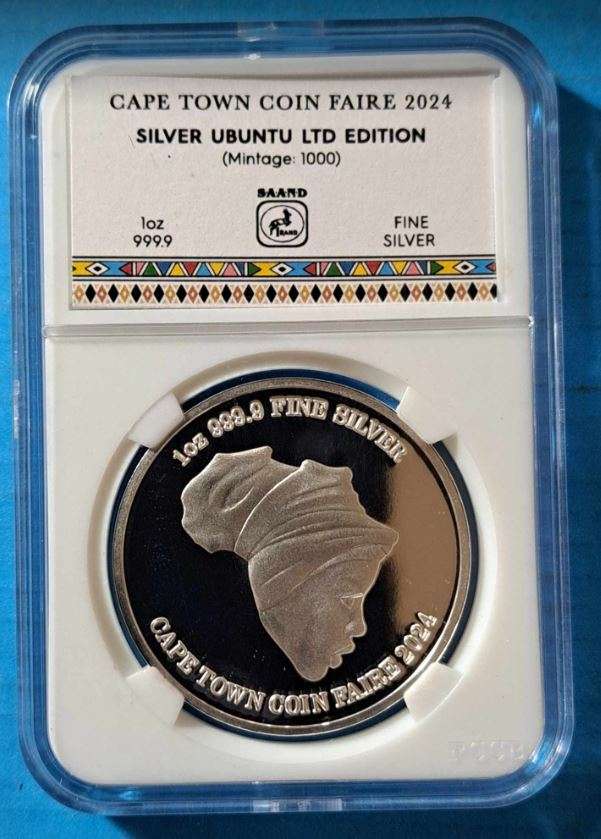 CAPE TOWN COIN FAIRE 2024
SILVER UBUNTU LTD EDITION
(Mintage: 1000)
SAAND
RAND
1oz
999.9
FINE
SILVER
1oz 999.9 FINE SILVER
CAPE TOWN COIN FAIRE 2024